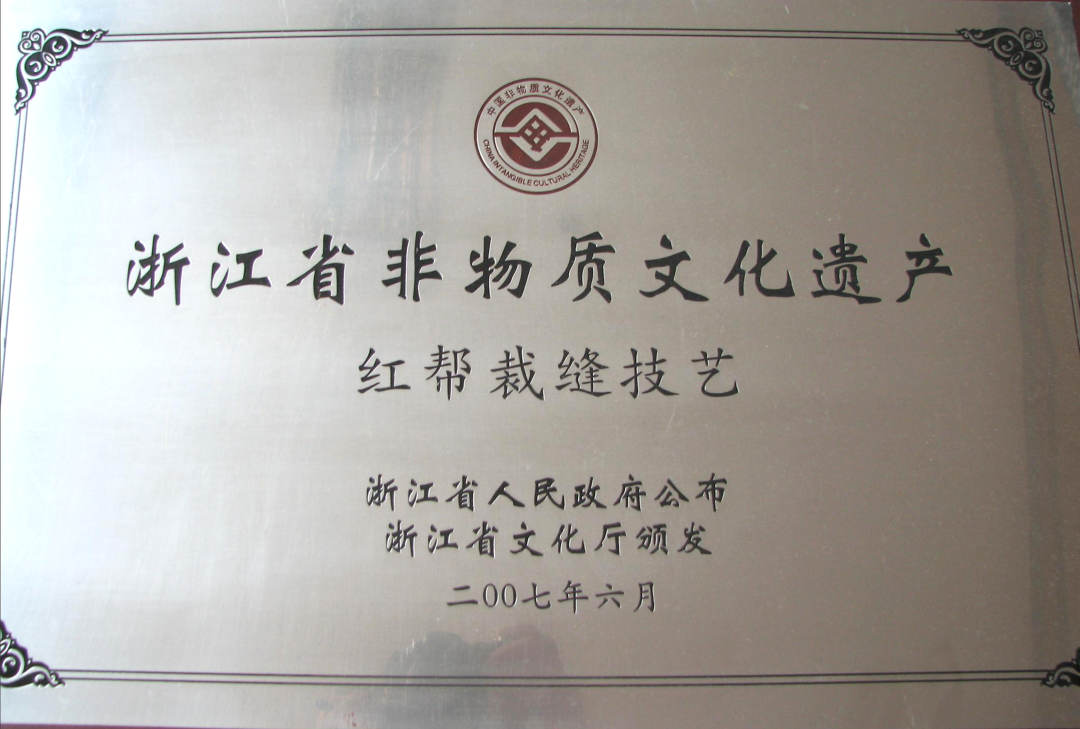 中国非物质文化遗产
CHINA INTANGIBLE CULTURAL HERITAGE
浙江省非物质文化遗产
红帮裁缝技艺
浙江省人民政府公布
浙江省文化厅颁发
二00七年六月